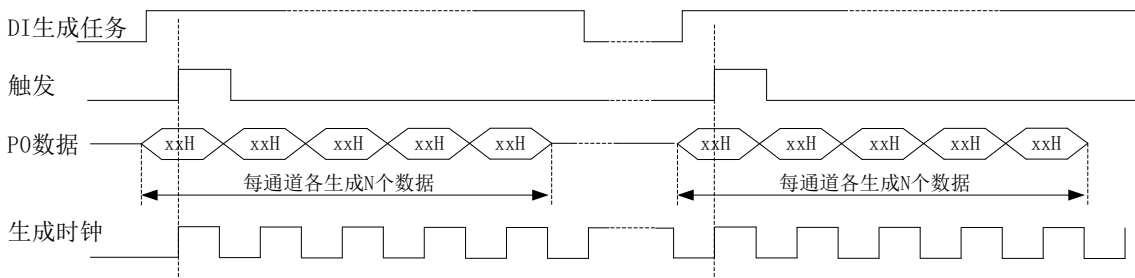 DI生成任务
触发
PO数据
xxH xxH xxH xxH xxH xxH xxH xxH xxH xxH
每通道各生成N个数据 每通道各生成N个数据
生成时钟